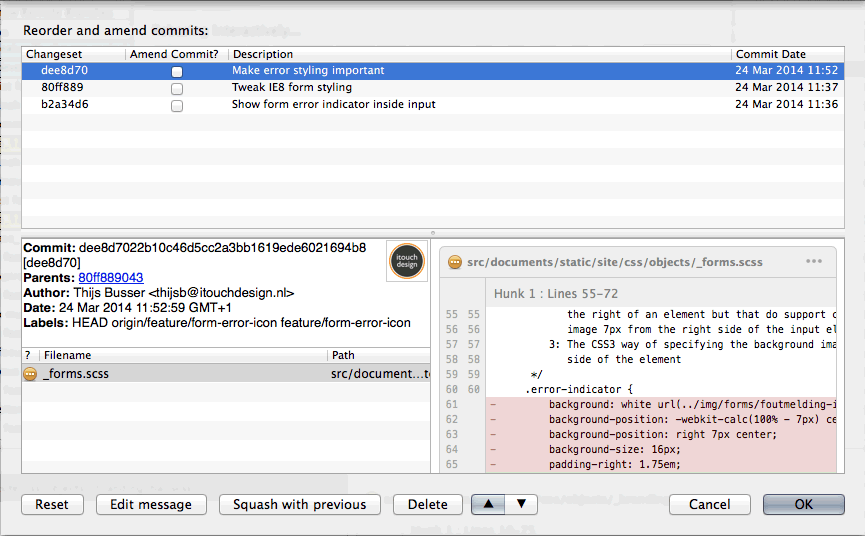 Reorder and amend commits:
Changeset Amend Commit? Description Commit Date
dee8d70 Make error styling important 24 Mar 2014 11:52
80ff889 Tweak IE8 form styling 24 Mar 2014 11:37
b2a34d6 Show form error indicator inside input 24 Mar 2014 11:36
Commit: dee8d7022b10c46d5cc2a3bb1619ede6021694b8
[dee8d70]
Parents: 80ff889043
Author: Thijs Busser <thijsb@itouchdesign.nl>
Date: 24 Mar 2014 11:52:59 GMT+1
Labels: HEAD origin/feature/form-error-icon feature/form-error-icon
itouch
design
? Filename Path
_forms.scss src/document...to
src/documents/static/site/css/objects/_forms.scss
Hunk 1 : Lines 55-72
55 55 the right of an element but that do support c
56 56 image 7px from the right side of the input el
57 57 3: The CSS3 way of specifying the background ima
58 58 side of the element
59 59 */
60 60 .error-indicator {
61 - background: white url(../img/forms/foutmelding-i
62 - background-position: -webkit-calc(100% - 7px) ce
63 - background-position: right 7px center;
64 - background-size: 16px;
65 - padding-right: 1.75em;
Reset Edit message Squash with previous Delete ▲ ▼ Cancel OK